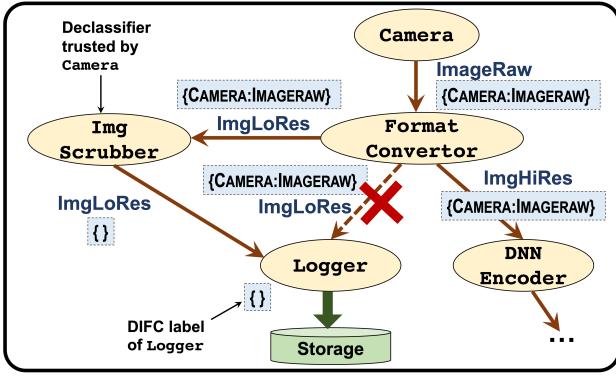 Declassifier
trusted by
Camera
Camera
ImageRaw
{CAMERA:IMAGERAW}
{CAMERA:IMAGERAW}
ImgLoRes
Img
Scrubber
Format
Convertor
{CAMERA:IMAGERAW}
ImgLoRes
ImgHiRes
{CAMERA:IMAGERAW}
ImgLoRes
{ }
Logger
DNN
Encoder
{ }
DIFC label
of Logger
Storage
...